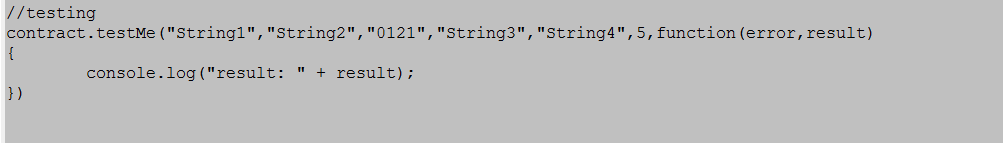 //testing
contract.testMe("String1","String2","0121","String3","String4",5,function(error,result)
{
        console.log("result: " + result);
})